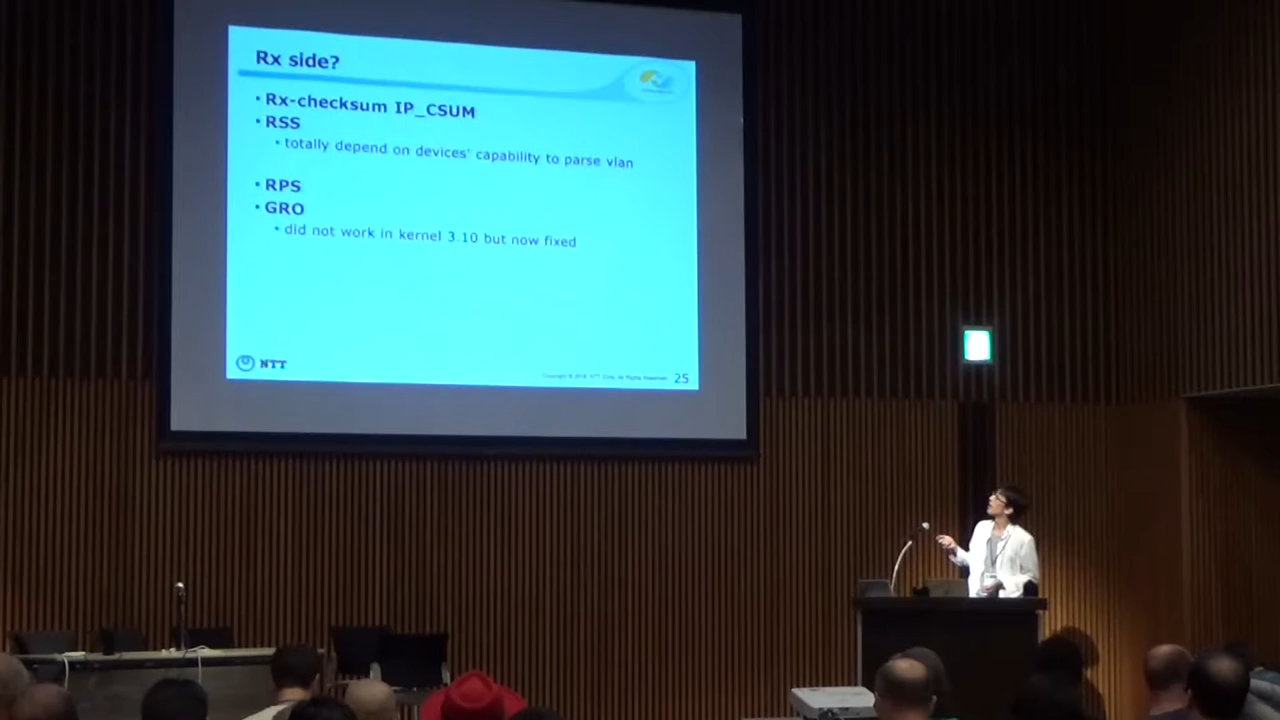 Rx side?
• Rx-checksum IP_CSUM
• RSS
• totally depend on devices' capability to parse vlan
• RPS
• GRO
• did not work in kernel 3.10 but now fixed
NTT
25